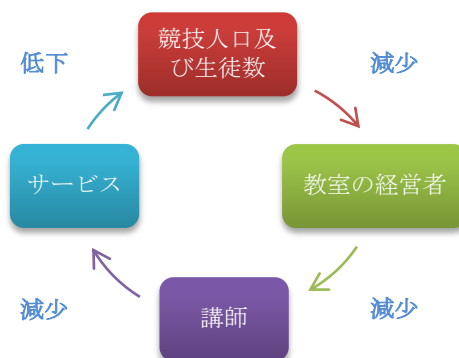 競技人口及
び生徒数
低下
減少
サービス
教室の経営者
講師
減少
減少